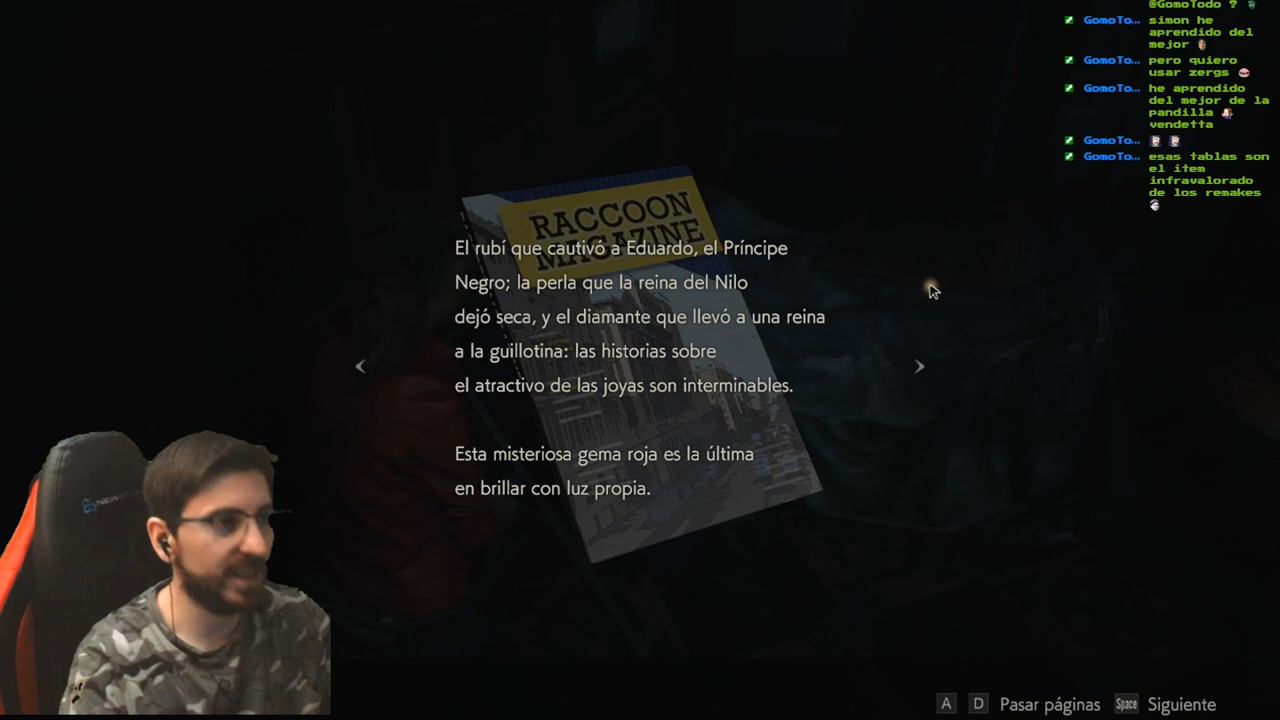 @GomoTodo ?
GomoTo... simon he
aprendido del
mejor
GomoTo... pero quiero
usar zergs
GomoTo... he aprendido
del mejor de la
pandilla
vendetta
GomoTo...
GomoTo... esas tablas son
el item
infravalorado
de los remakes
RACCOON
MAGAZINE
El rubí que cautivó a Eduardo, el Príncipe
Negro; la perla que la reina del Nilo
dejó seca, y el diamante que llevó a una reina
a la guillotina: las historias sobre
el atractivo de las joyas son interminables.
Esta misteriosa gema roja es la última
en brillar con luz propia.
A D Pasar páginas Space Siguiente